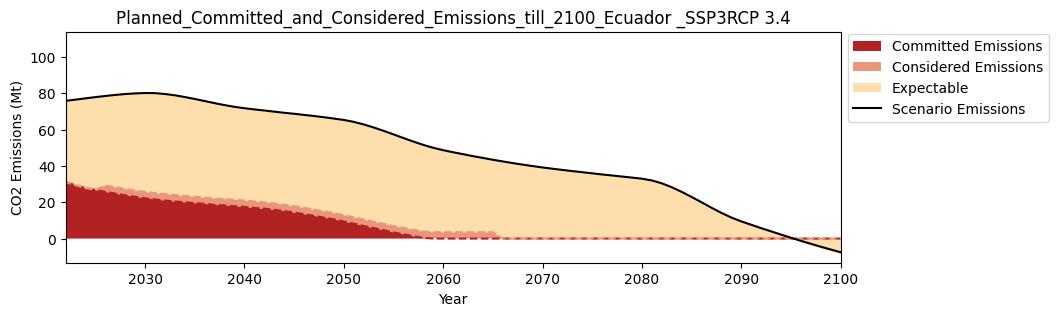 Planned_Committed_and_Considered_Emissions_till_2100_Ecuador _SSP3RCP 3.4
Committed Emissions
Considered Emissions
Expectable
Scenario Emissions
CO2 Emissions (Mt)
100
80
60
40
20
0
2030 2040 2050 2060 2070 2080 2090 2100
Year